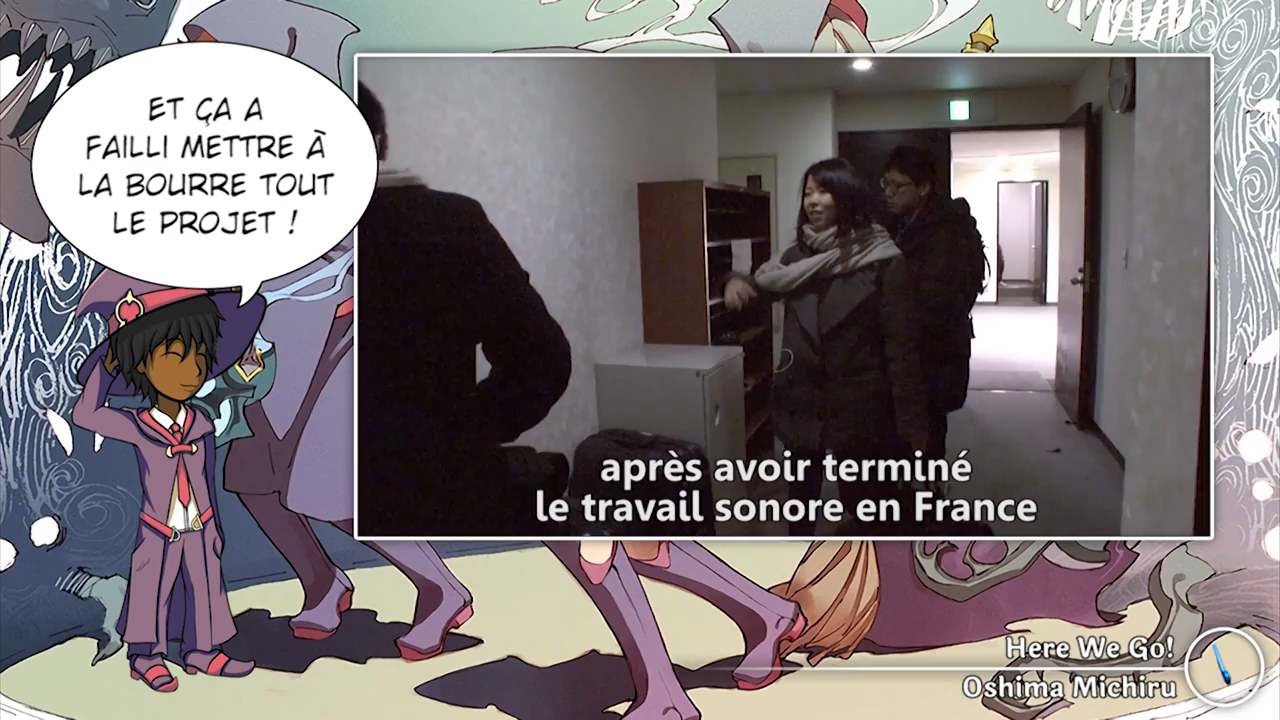 ET ÇA A
FAILLI METTRE À
LA BOURRE TOUT
LE PROJET !
après avoir terminé
le travail sonore en France
Here We Go!
Oshima Michiru